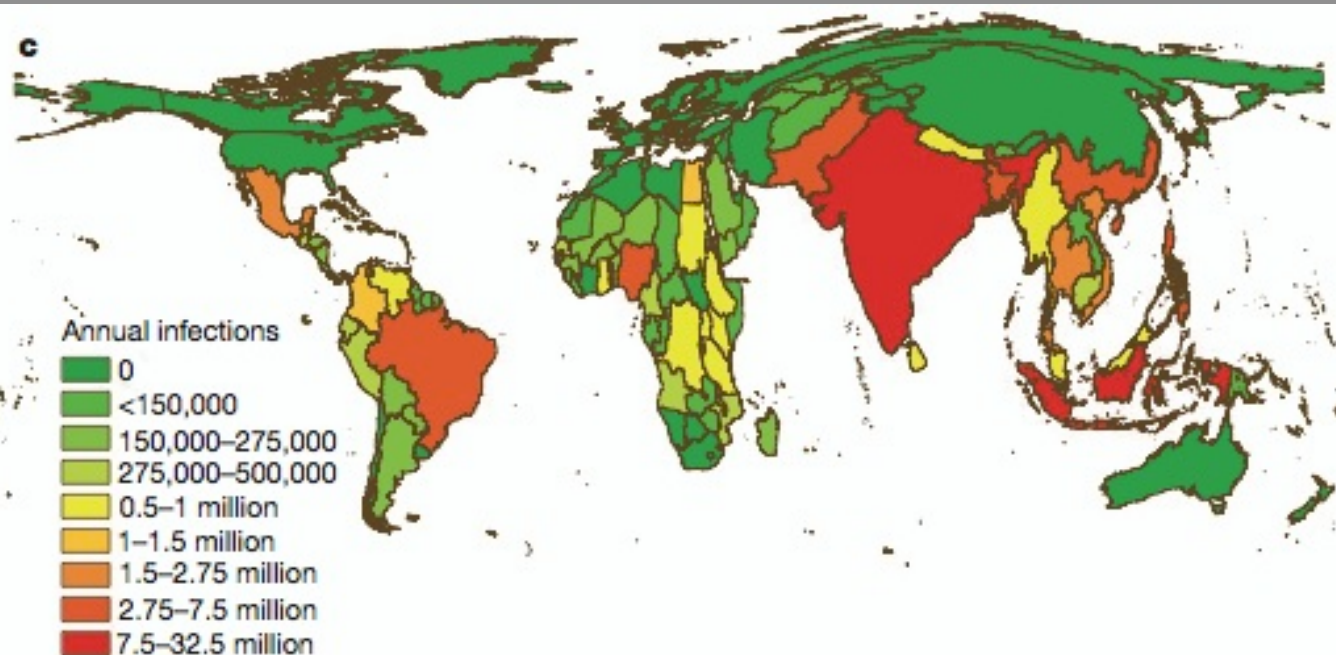 c
Annual infections
0
<150,000
150,000–275,000
275,000–500,000
0.5–1 million
1–1.5 million
1.5–2.75 million
2.75–7.5 million
7.5–32.5 million